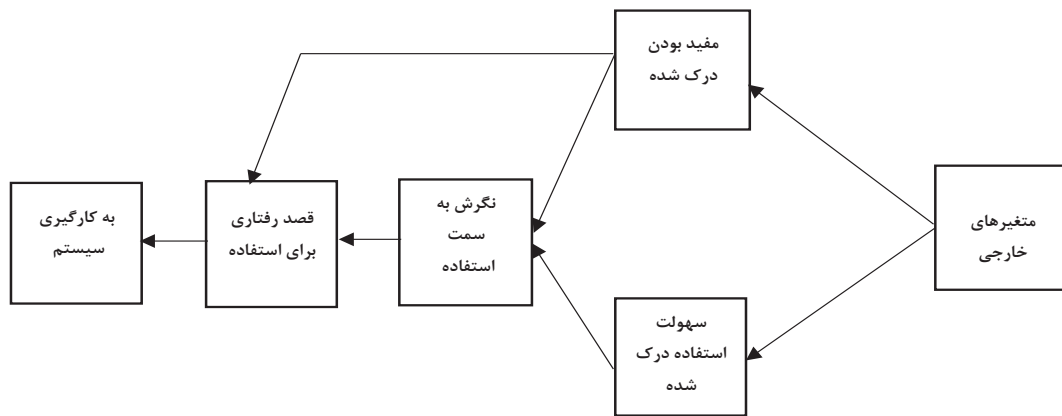 مفید بودن
درک شده
متغیرهای
خارجی
نگرش به
سمت
استفاده
قصد رفتاری
برای استفاده
به کارگیری
سیستم
سهولت
استفاده درک
شده